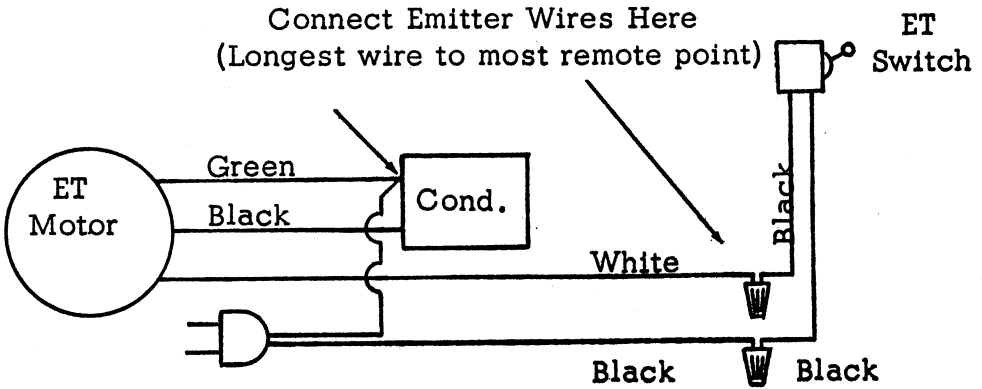 Connect Emitter Wires Here
(Longest wire to most remote point)
ET
Switch
Green
ET
Motor
Black
Cond.
Black
White
Black
Black